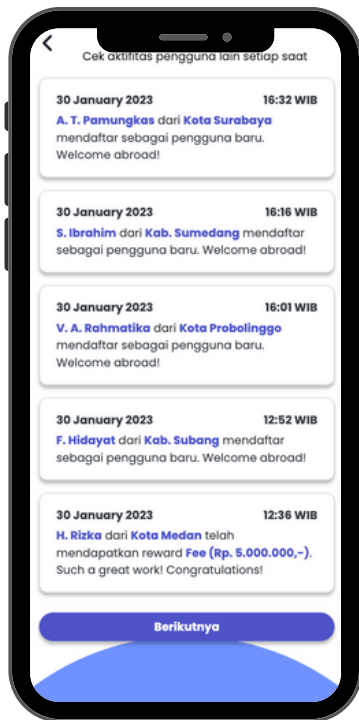 Cek aktifitas pengguna lain setiap saat
30 January 2023 16:32 WIB
A. T. Pamungkas dari Kota Surabaya
mendaftar sebagai pengguna baru.
Welcome abroad!
30 January 2023 16:16 WIB
S. Ibrahim dari Kab. Sumedang mendaftar
sebagai pengguna baru. Welcome abroad!
30 January 2023 16:01 WIB
V. A. Rahmatika dari Kota Probolinggo
mendaftar sebagai pengguna baru.
Welcome abroad!
30 January 2023 12:52 WIB
F. Hidayat dari Kab. Subang mendaftar
sebagai pengguna baru. Welcome abroad!
30 January 2023 12:36 WIB
H. Rizka dari Kota Medan telah
mendapatkan reward Fee (Rp. 5.000.000,-).
Such a great work! Congratulations!
Berikutnya